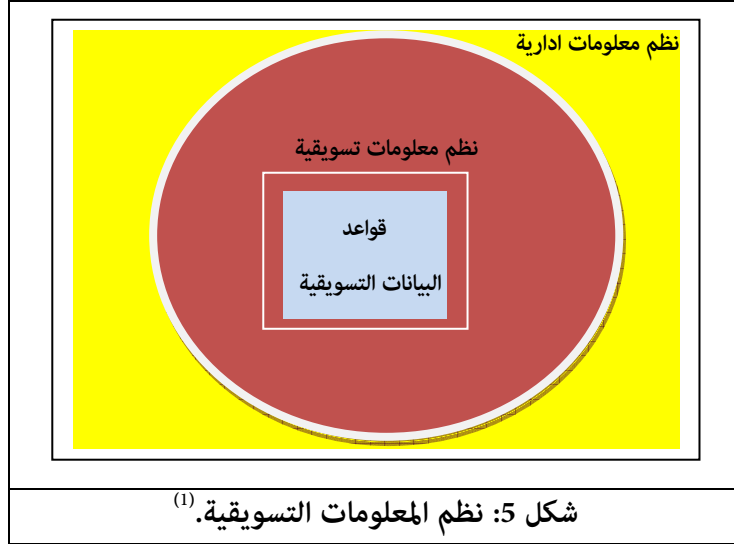 نظم معلومات ادارية
نظم معلومات تسويقية
قواعد
البيانات التسويقية
شكل 5: نظم المعلومات التسويقية.(1)